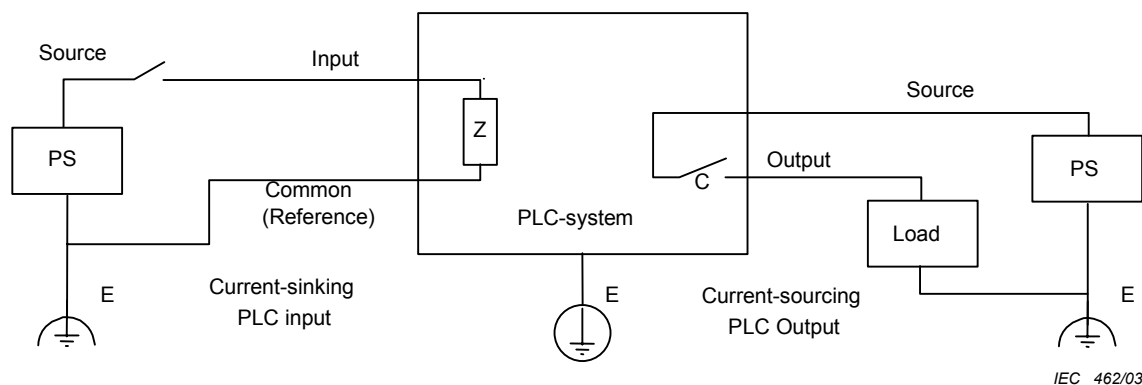 Source
Input
PS
Z
Common
(Reference)
E
Current-sinking
PLC input
PLC-system
E
Source
Output
C
PS
Load
Current-sourcing
PLC Output
E
IEC 462/03